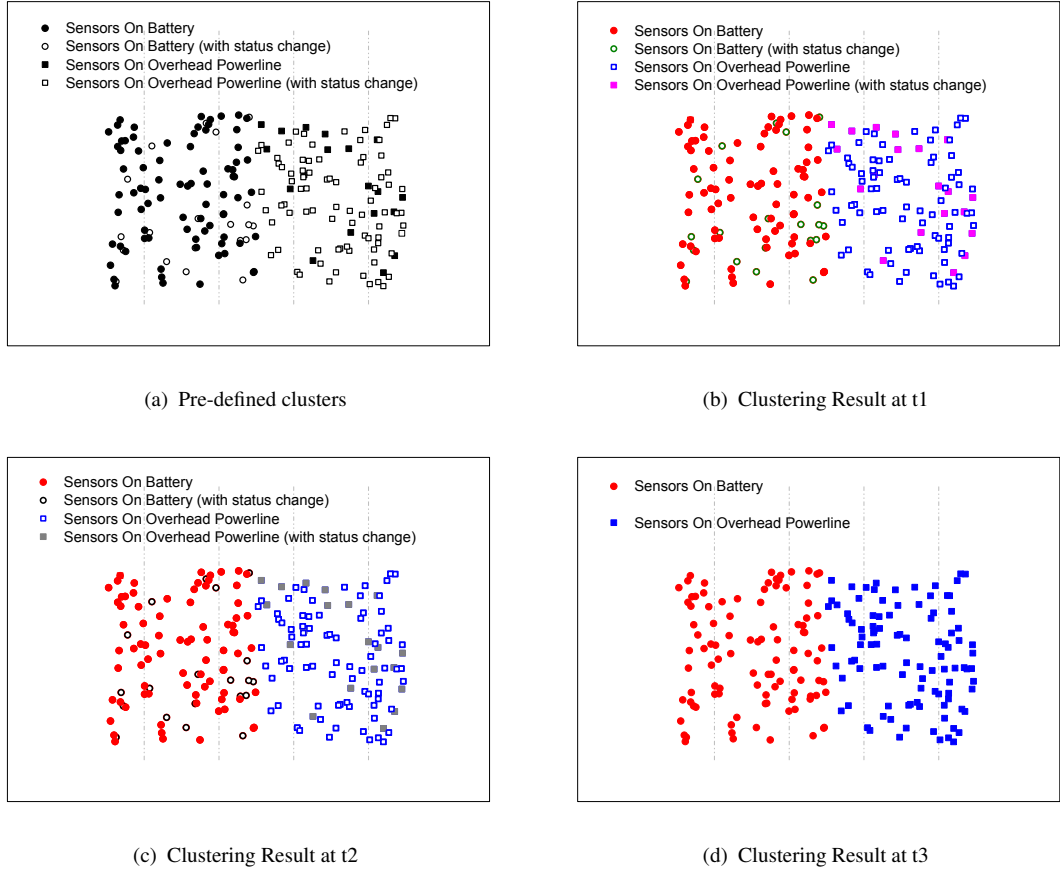 Sensors On Battery
Sensors On Battery (with status change)
Sensors On Overhead Powerline
Sensors On Overhead Powerline (with status change)
(a) Pre-defined clusters
Sensors On Battery
Sensors On Battery (with status change)
Sensors On Overhead Powerline
Sensors On Overhead Powerline (with status change)
(b) Clustering Result at t1
Sensors On Battery
Sensors On Battery (with status change)
Sensors On Overhead Powerline
Sensors On Overhead Powerline (with status change)
(c) Clustering Result at t2
Sensors On Battery
Sensors On Overhead Powerline
(d) Clustering Result at t3